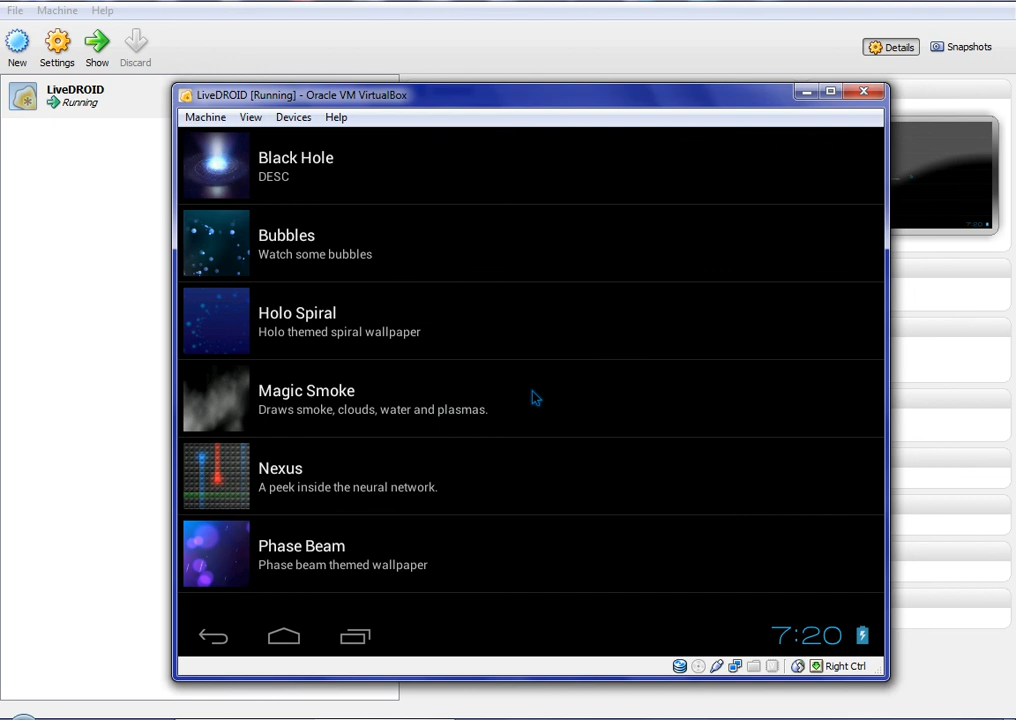 File Machine Help
New Settings Show Discard
Details Snapshots
LiveDROID
Running
LiveDROID [Running] - Oracle VM VirtualBox
Machine View Devices Help
Black Hole
DESC
Bubbles
Watch some bubbles
Holo Spiral
Holo themed spiral wallpaper
Magic Smoke
Draws smoke, clouds, water and plasmas.
Nexus
A peek inside the neural network.
Phase Beam
Phase beam themed wallpaper
7:20
Right Ctrl